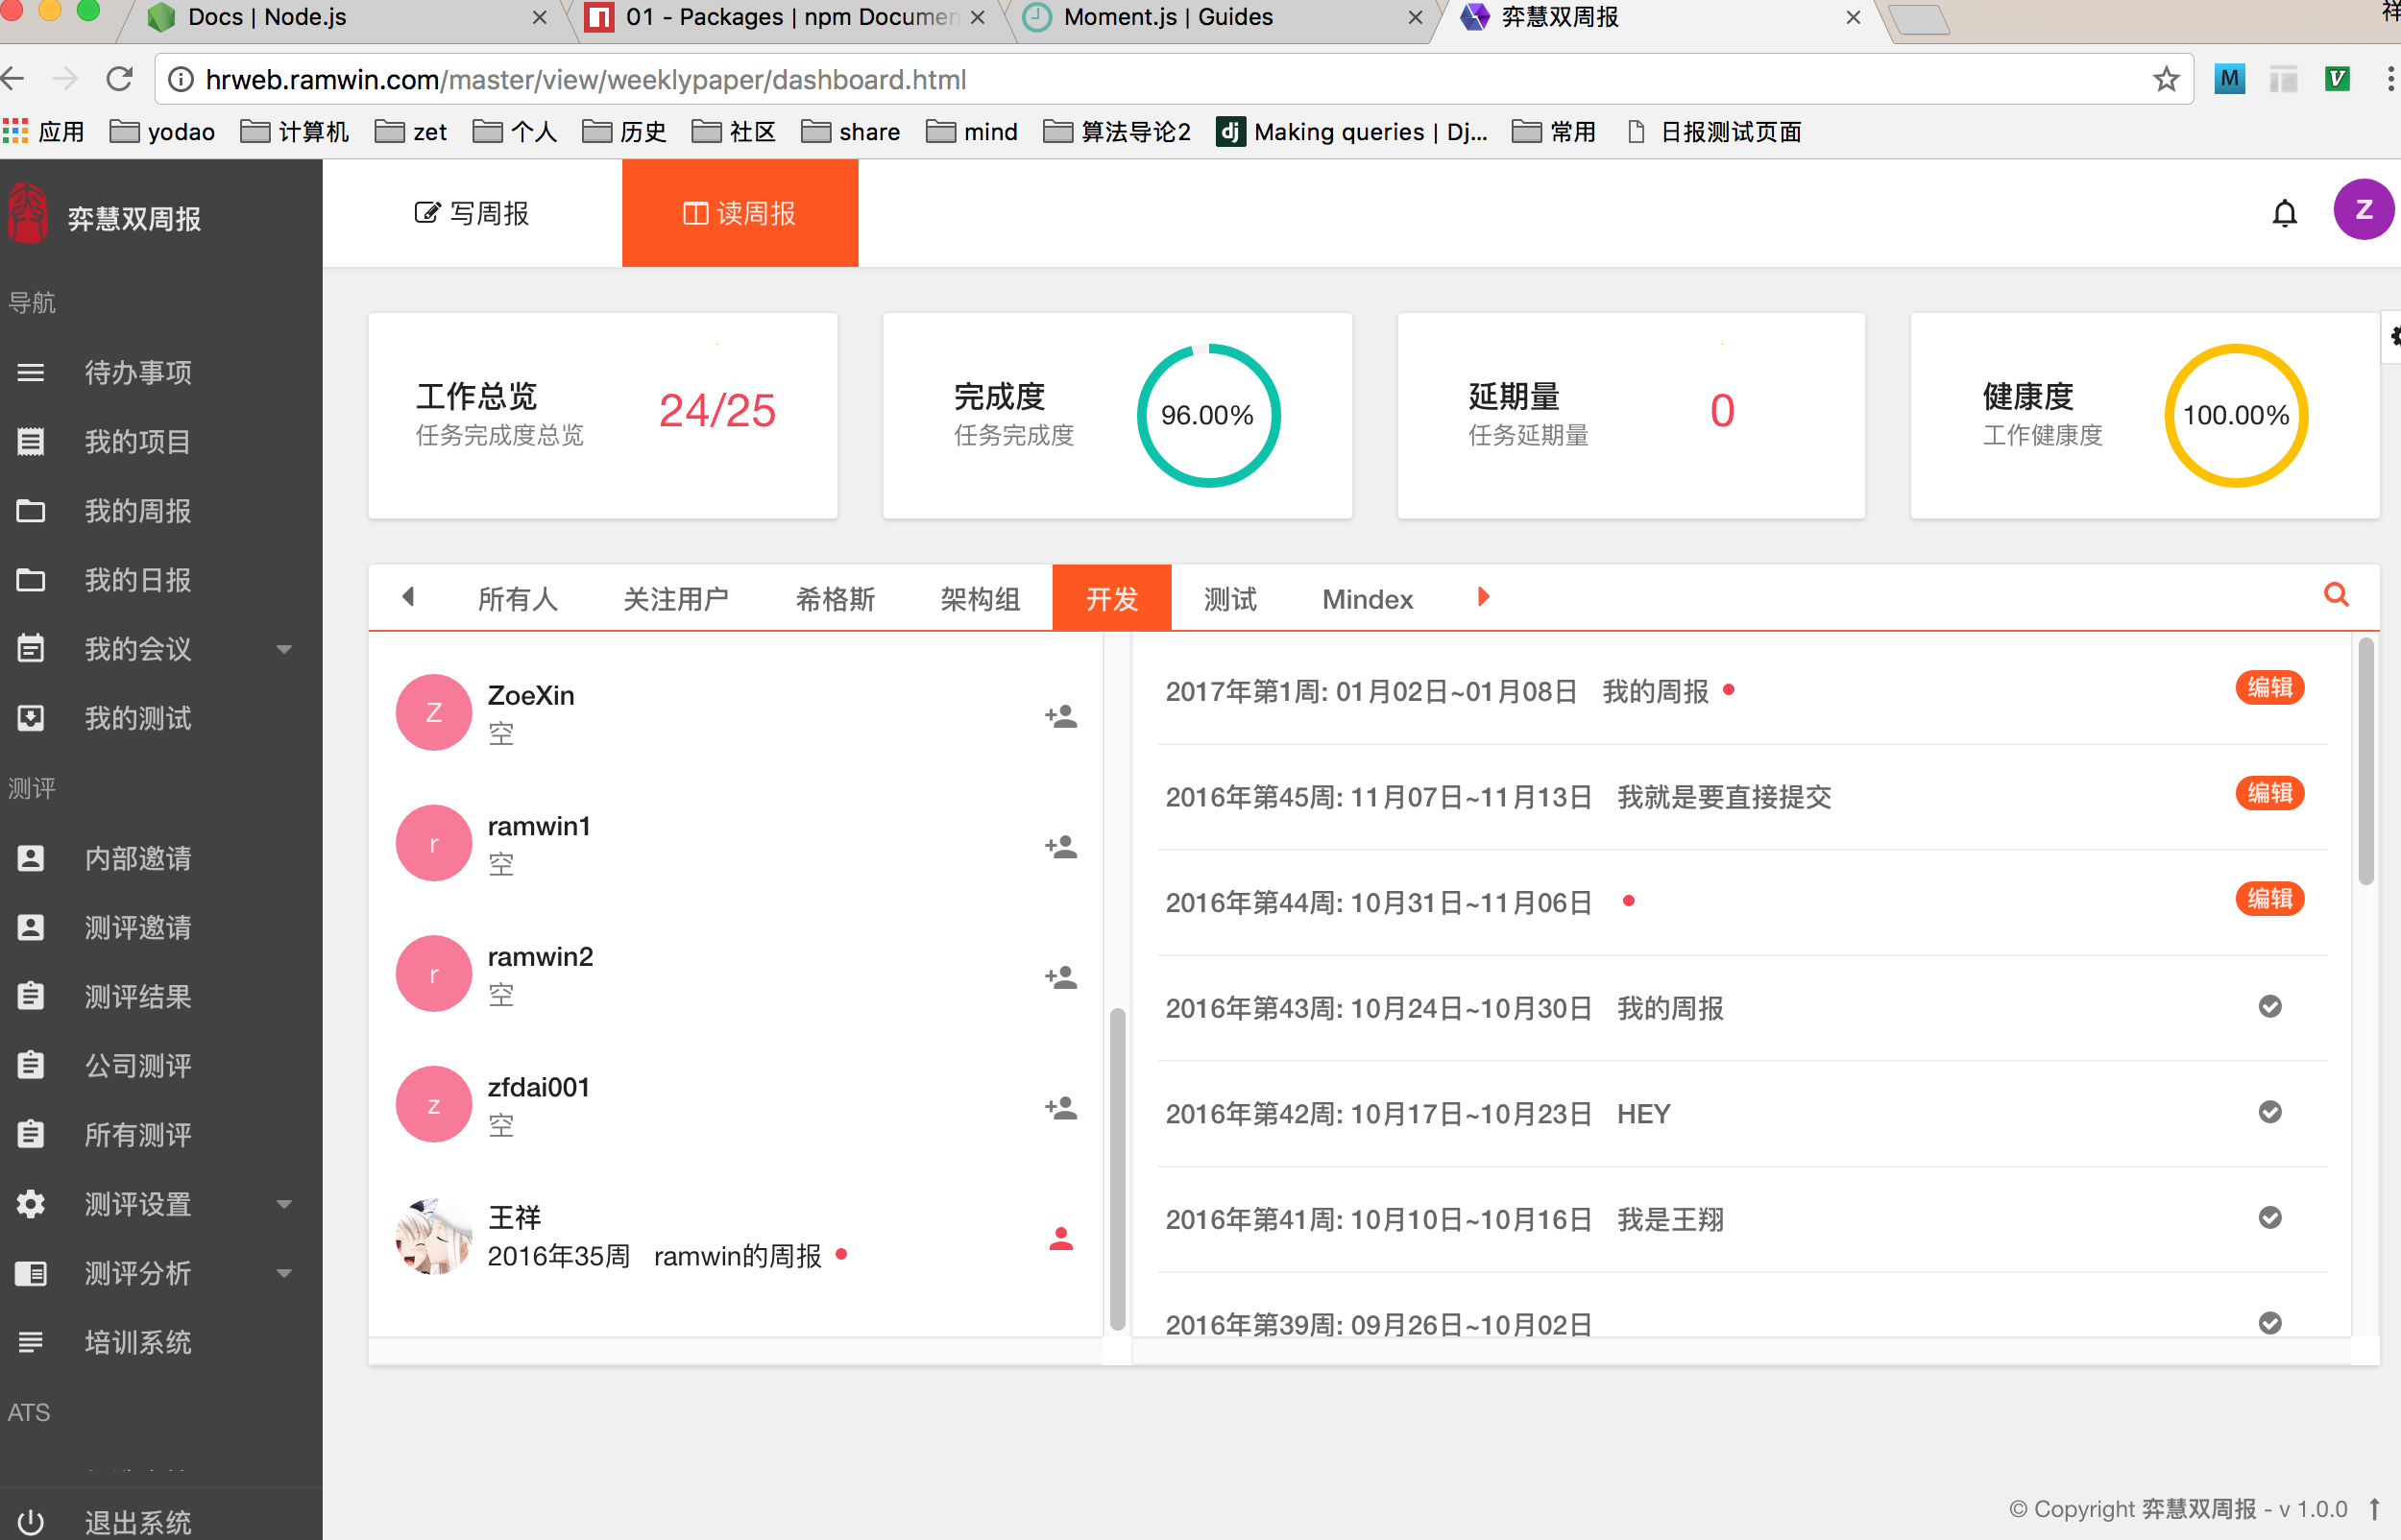 Docs | Node.js
01 - Packages | npm Documen
Moment.js | Guides
弈慧双周报
祥
hrweb.ramwin.com/master/view/weeklypaper/dashboard.html
应用
yodao
计算机
zet
个人
历史
社区
share
mind
算法导论2
Making queries | Dj...
常用
日报测试页面
弈慧双周报
写周报
读周报
Z
导航
待办事项
我的项目
我的周报
我的日报
我的会议
我的测试
测评
内部邀请
测评邀请
测评结果
公司测评
所有测评
测评设置
测评分析
培训系统
ATS
退出系统
工作总览
任务完成度总览
24/25
完成度
任务完成度
96.00%
延期量
任务延期量
0
健康度
工作健康度
100.00%
所有人
关注用户
希格斯
架构组
开发
测试
Mindex
Z
ZoeXin
空
r
ramwin1
空
r
ramwin2
空
z
zfdai001
空
王祥
2016年35周 ramwin的周报
2017年第1周: 01月02日~01月08日 我的周报
编辑
2016年第45周: 11月07日~11月13日 我就是要直接提交
编辑
2016年第44周: 10月31日~11月06日
编辑
2016年第43周: 10月24日~10月30日 我的周报
2016年第42周: 10月17日~10月23日 HEY
2016年第41周: 10月10日~10月16日 我是王翔
2016年第39周: 09月26日~10月02日
© Copyright 弈慧双周报 - v 1.0.0